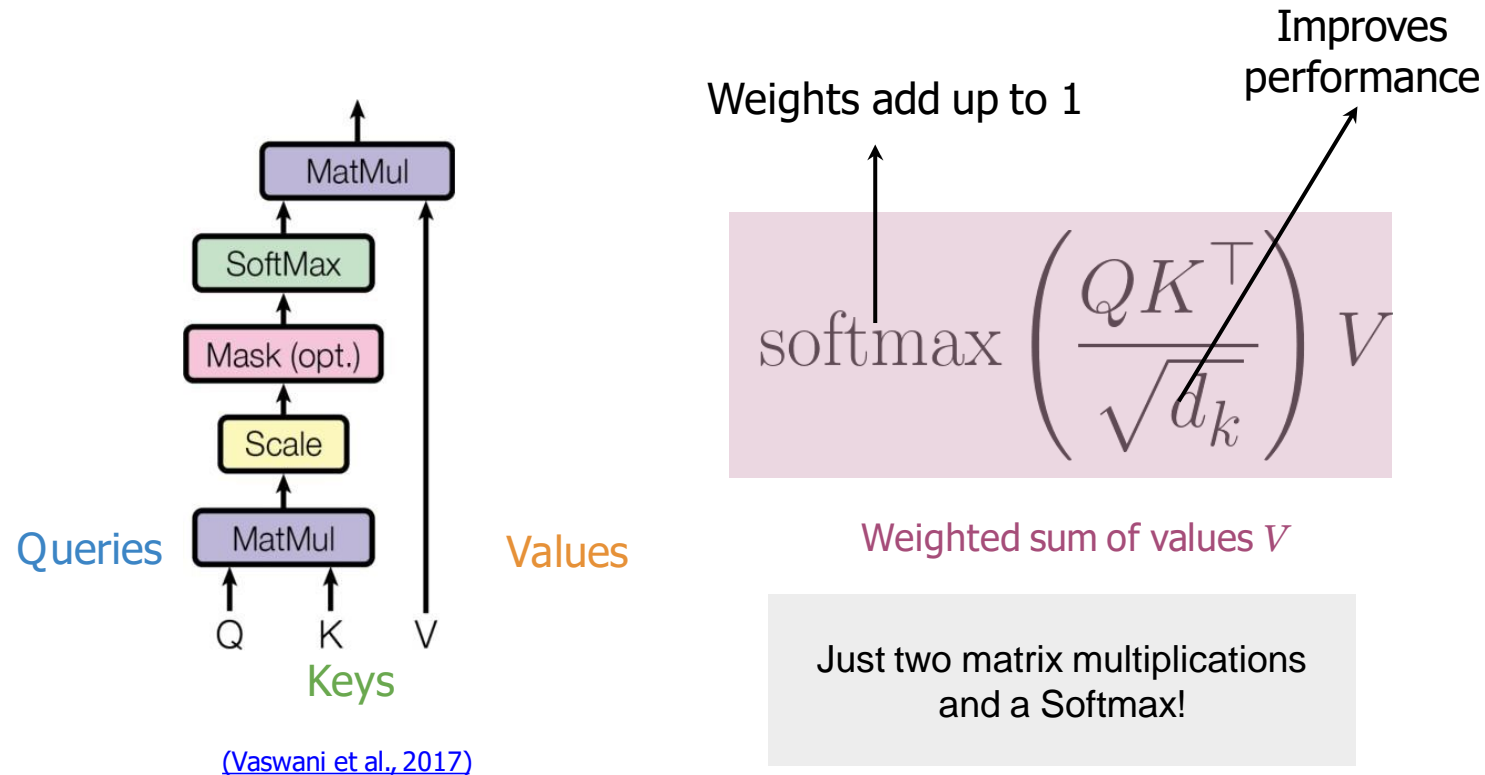 Improves
performance
Weights add up to 1
MatMul
SoftMax
Mask (opt.)
Scale
MatMul
Queries
Values
Q K V
Keys
(Vaswani et al., 2017)
softmax ( QK^⊤ / √d_k ) V
Weighted sum of values V
Just two matrix multiplications
and a Softmax!